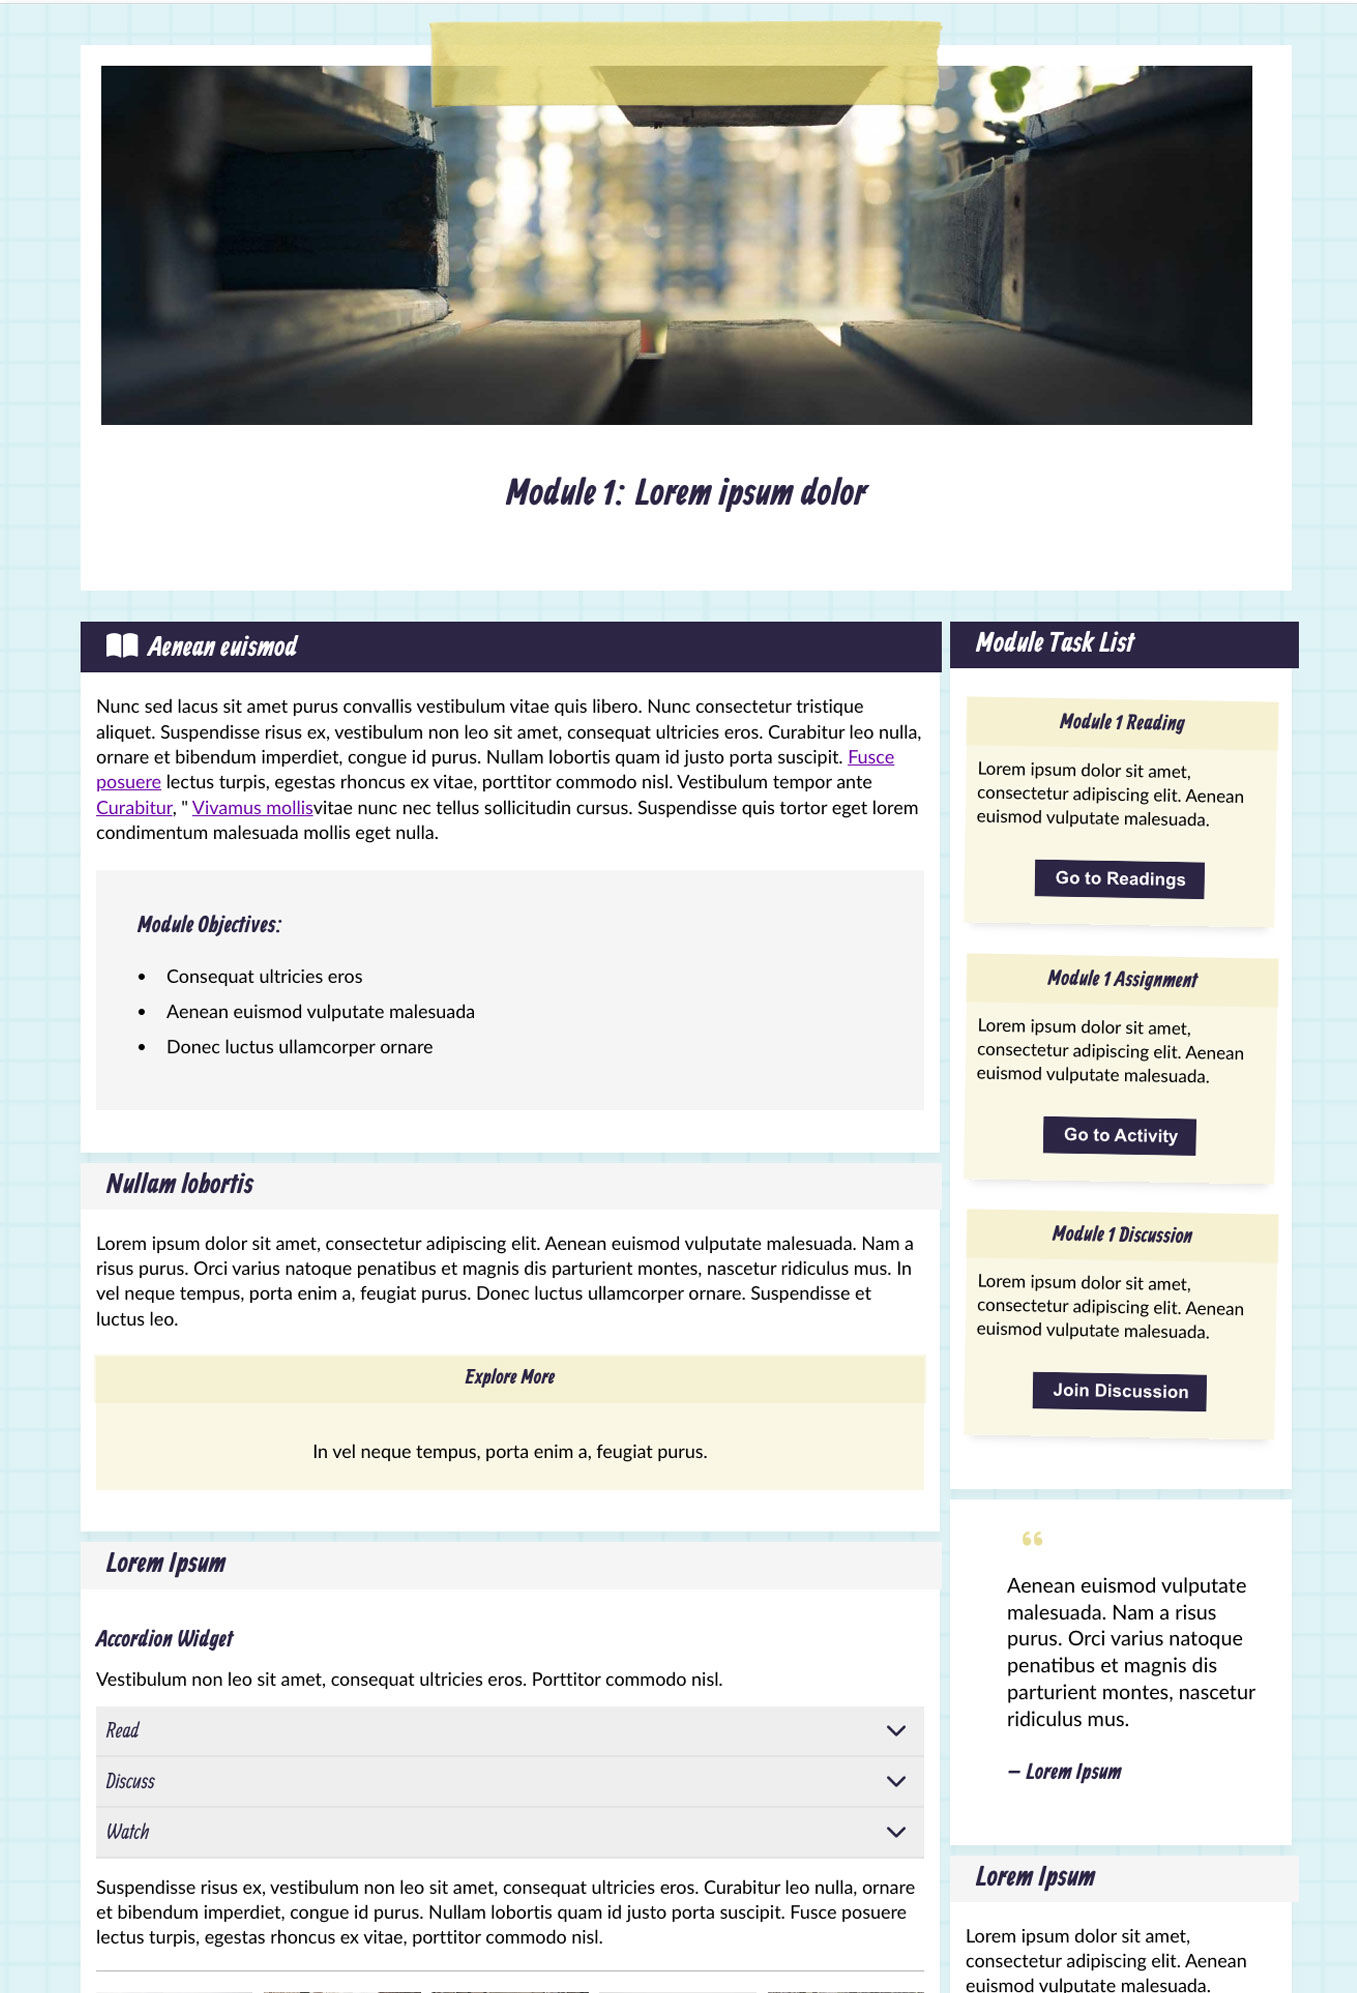 Module 1: Lorem ipsum dolor
Aenean euismod
Nunc sed lacus sit amet purus convallis vestibulum vitae quis libero. Nunc consectetur tristique
aliquet. Suspendisse risus ex, vestibulum non leo sit amet, consequat ultricies eros. Curabitur leo nulla,
ornare et bibendum imperdiet, congue id purus. Nullam lobortis quam id justo porta suscipit. Fusce
posuere lectus turpis, egestas rhoncus ex vitae, porttitor commodo nisl. Vestibulum tempor ante
Curabitur, " Vivamus mollisvitae nunc nec tellus sollicitudin cursus. Suspendisse quis tortor eget lorem
condimentum malesuada mollis eget nulla.
Module Objectives:
• Consequat ultricies eros
• Aenean euismod vulputate malesuada
• Donec luctus ullamcorper ornare
Nullam lobortis
Lorem ipsum dolor sit amet, consectetur adipiscing elit. Aenean euismod vulputate malesuada. Nam a
risus purus. Orci varius natoque penatibus et magnis dis parturient montes, nascetur ridiculus mus. In
vel neque tempus, porta enim a, feugiat purus. Donec luctus ullamcorper ornare. Suspendisse et
luctus leo.
Explore More
In vel neque tempus, porta enim a, feugiat purus.
Lorem Ipsum
Accordion Widget
Vestibulum non leo sit amet, consequat ultricies eros. Porttitor commodo nisl.
Read
Discuss
Watch
Suspendisse risus ex, vestibulum non leo sit amet, consequat ultricies eros. Curabitur leo nulla, ornare
et bibendum imperdiet, congue id purus. Nullam lobortis quam id justo porta suscipit. Fusce posuere
lectus turpis, egestas rhoncus ex vitae, porttitor commodo nisl.
Module Task List
Module 1 Reading
Lorem ipsum dolor sit amet,
consectetur adipiscing elit. Aenean
euismod vulputate malesuada.
Go to Readings
Module 1 Assignment
Lorem ipsum dolor sit amet,
consectetur adipiscing elit. Aenean
euismod vulputate malesuada.
Go to Activity
Module 1 Discussion
Lorem ipsum dolor sit amet,
consectetur adipiscing elit. Aenean
euismod vulputate malesuada.
Join Discussion
“
Aenean euismod vulputate
malesuada. Nam a risus
purus. Orci varius natoque
penatibus et magnis dis
parturient montes, nascetur
ridiculus mus.
– Lorem Ipsum
Lorem Ipsum
Lorem ipsum dolor sit amet,
consectetur adipiscing elit. Aenean
euismod vulputate malesuada.